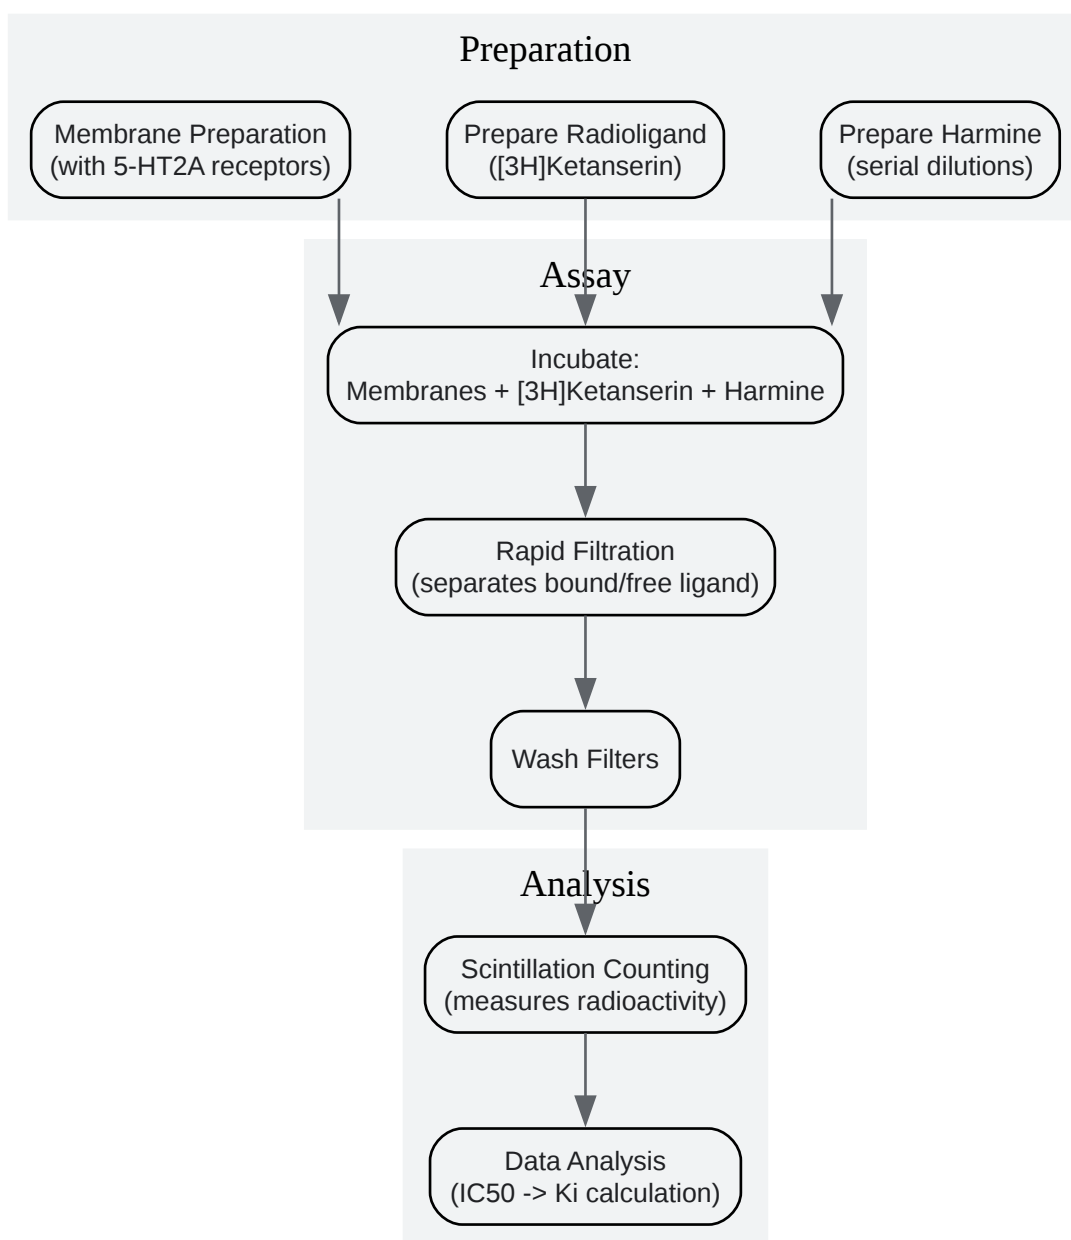 Preparation
Membrane Preparation
(with 5-HT2A receptors)
Prepare Radioligand
([3H]Ketanserin)
Prepare Harmine
(serial dilutions)
Assay
Incubate:
Membranes + [3H]Ketanserin + Harmine
Rapid Filtration
(separates bound/free ligand)
Wash Filters
Analysis
Scintillation Counting
(measures radioactivity)
Data Analysis
(IC50 -> Ki calculation)